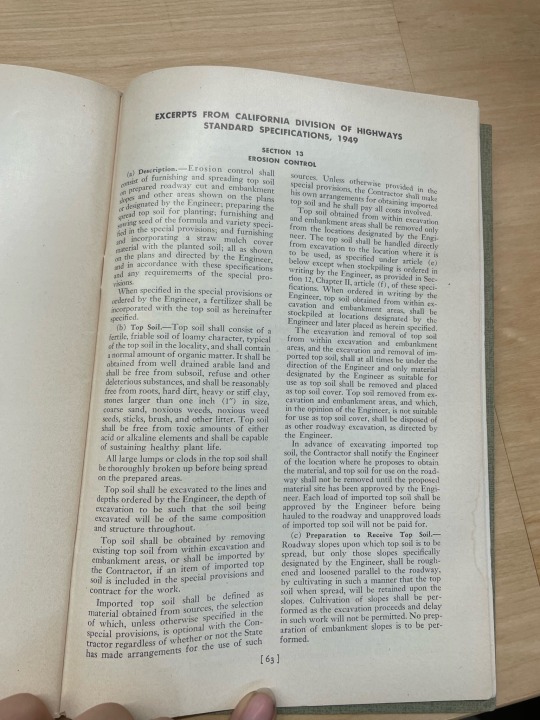 EXCERPTS FROM CALIFORNIA DIVISION OF HIGHWAYS
STANDARD SPECIFICATIONS, 1949
SECTION 13
EROSION CONTROL
(a) Description.—Erosion control shall
consist of furnishing and spreading top soil
on prepared roadway cut and embankment
slopes and other areas shown on the plans
or designated by the Engineer; preparing the
spread top soil for planting; furnishing and
sowing seed of the formula and variety speci-
fied in the special provisions; and furnishing
and incorporating a straw mulch cover
material with the planted soil; all as shown
on the plans and directed by the Engineer,
and in accordance with these specifications
and any requirements of the special pro-
visions.
When specified in the special provisions or
ordered by the Engineer, a fertilizer shall be
incorporated with the top soil as hereinafter
specified.
(b) Top Soil.—Top soil shall consist of a
fertile, friable soil of loamy character, typical
of the top soil in the locality, and shall contain
a normal amount of organic matter. It shall be
obtained from well drained arable land and
shall be free from subsoil, refuse and other
deleterious substances, and shall be reasonably
free from roots, hard dirt, heavy or stiff clay,
stones larger than one inch (1") in size,
coarse sand, noxious weeds, noxious weed
seeds, sticks, brush, and other litter. Top soil
shall be free from toxic amounts of either
acid or alkaline elements and shall be capable
of sustaining healthy plant life.
All large lumps or clods in the top soil shall
be thoroughly broken up before being spread
on the prepared areas.
Top soil shall be excavated to the lines and
depths ordered by the Engineer, the depth of
excavation to be such that the soil being
excavated will be of the same composition
and structure throughout.
Top soil shall be obtained by removing
existing top soil from within excavation and
embankment areas, or shall be imported by
the Contractor, if an item of imported top
soil is included in the special provisions and
contract for the work.
Imported top soil shall be defined as
material obtained from sources, the selection
of which, unless otherwise specified in the
special provisions, is optional with the Con-
tractor regardless of whether or not the State
has made arrangements for the use of such
sources. Unless otherwise provided in the
special provisions, the Contractor shall make
his own arrangements for obtaining imported
top soil and he shall pay all costs involved.
Top soil obtained from within excavation
and embankment areas shall be removed only
from the locations designated by the Engi-
neer. The top soil shall be handled directly
from excavation to the location where it is
to be used, as specified under article (e)
below except when stockpiling is ordered in
writing by the Engineer, as provided in Sec-
tion 12, Chapter II, article (f), of these speci-
fications. When ordered in writing by the
Engineer, top soil obtained from within ex-
cavation and embankment areas, shall be
stockpiled at locations designated by the
Engineer and later placed as herein specified.
The excavation and removal of top soil
from within excavation and embankment
areas, and the excavation and removal of im-
ported top soil, shall at all times be under the
direction of the Engineer and only material
designated by the Engineer as suitable for
use as top soil shall be removed and placed
as top soil cover. Top soil removed from ex-
cavation and embankment areas, and which,
in the opinion of the Engineer, is not suitable
for use as top soil cover, shall be disposed of
as other roadway excavation, as directed by
the Engineer.
In advance of excavating imported top
soil, the Contractor shall notify the Engineer
of the location where he proposes to obtain
the material, and top soil for use on the road-
way shall not be removed until the proposed
material site has been approved by the Engi-
neer. Each load of imported top soil shall be
approved by the Engineer before being
hauled to the roadway and unapproved loads
of imported top soil will not be paid for.
(c) Preparation to Receive Top Soil.—
Roadway slopes upon which top soil is to be
spread, but only those slopes specifically
designated by the Engineer, shall be rough-
ened and loosened parallel to the roadway,
by cultivating in such a manner that the top
soil when spread, will be retained upon the
slopes. Cultivation of slopes shall be per-
formed as the excavation proceeds and delay
in such work will not be permitted. No prep-
aration of embankment slopes is to be per-
formed.
[ 63 ]